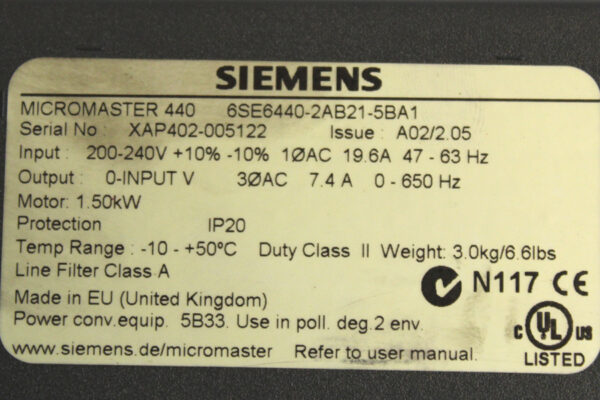 SIEMENS
MICROMASTER 440 6SE6440-2AB21-5BA1
Serial No : XAP402-005122 Issue : A02/2.05
Input : 200-240V +10% -10% 1ØAC 19.6A 47 - 63 Hz
Output : 0-INPUT V 3ØAC 7.4 A 0 - 650 Hz
Motor: 1.50kW
Protection IP20
Temp Range : -10 - +50ºC Duty Class II Weight: 3.0kg/6.6lbs
Line Filter Class A
N117 CE
Made in EU (United Kingdom)
Power conv.equip. 5B33. Use in poll. deg.2 env.
C UL US
LISTED
www.siemens.de/micromaster Refer to user manual.